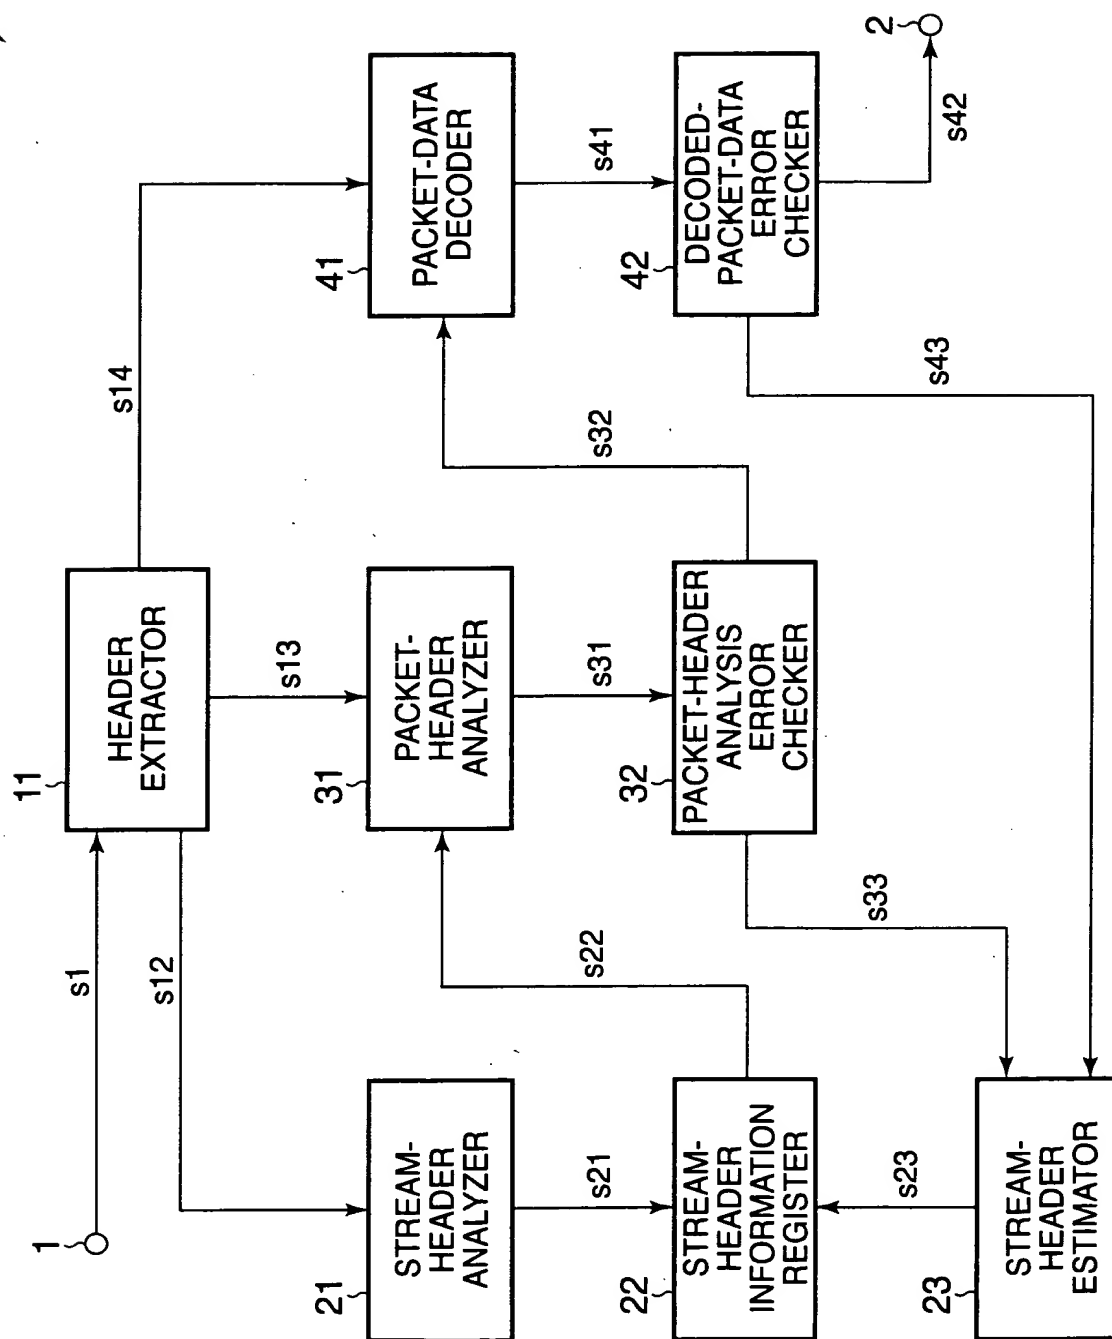 1
s1
s12
11
HEADER
EXTRACTOR
s14
s13
21
STREAM-
HEADER
ANALYZER
s21
22
STREAM-
HEADER
INFORMATION
REGISTER
s22
s23
23
STREAM-
HEADER
ESTIMATOR
31
PACKET-
HEADER
ANALYZER
s31
32
PACKET-HEADER
ANALYSIS
ERROR
CHECKER
s32
s33
41
PACKET-DATA
DECODER
s41
42
DECODED-
PACKET-DATA
ERROR
CHECKER
s42
s43
2